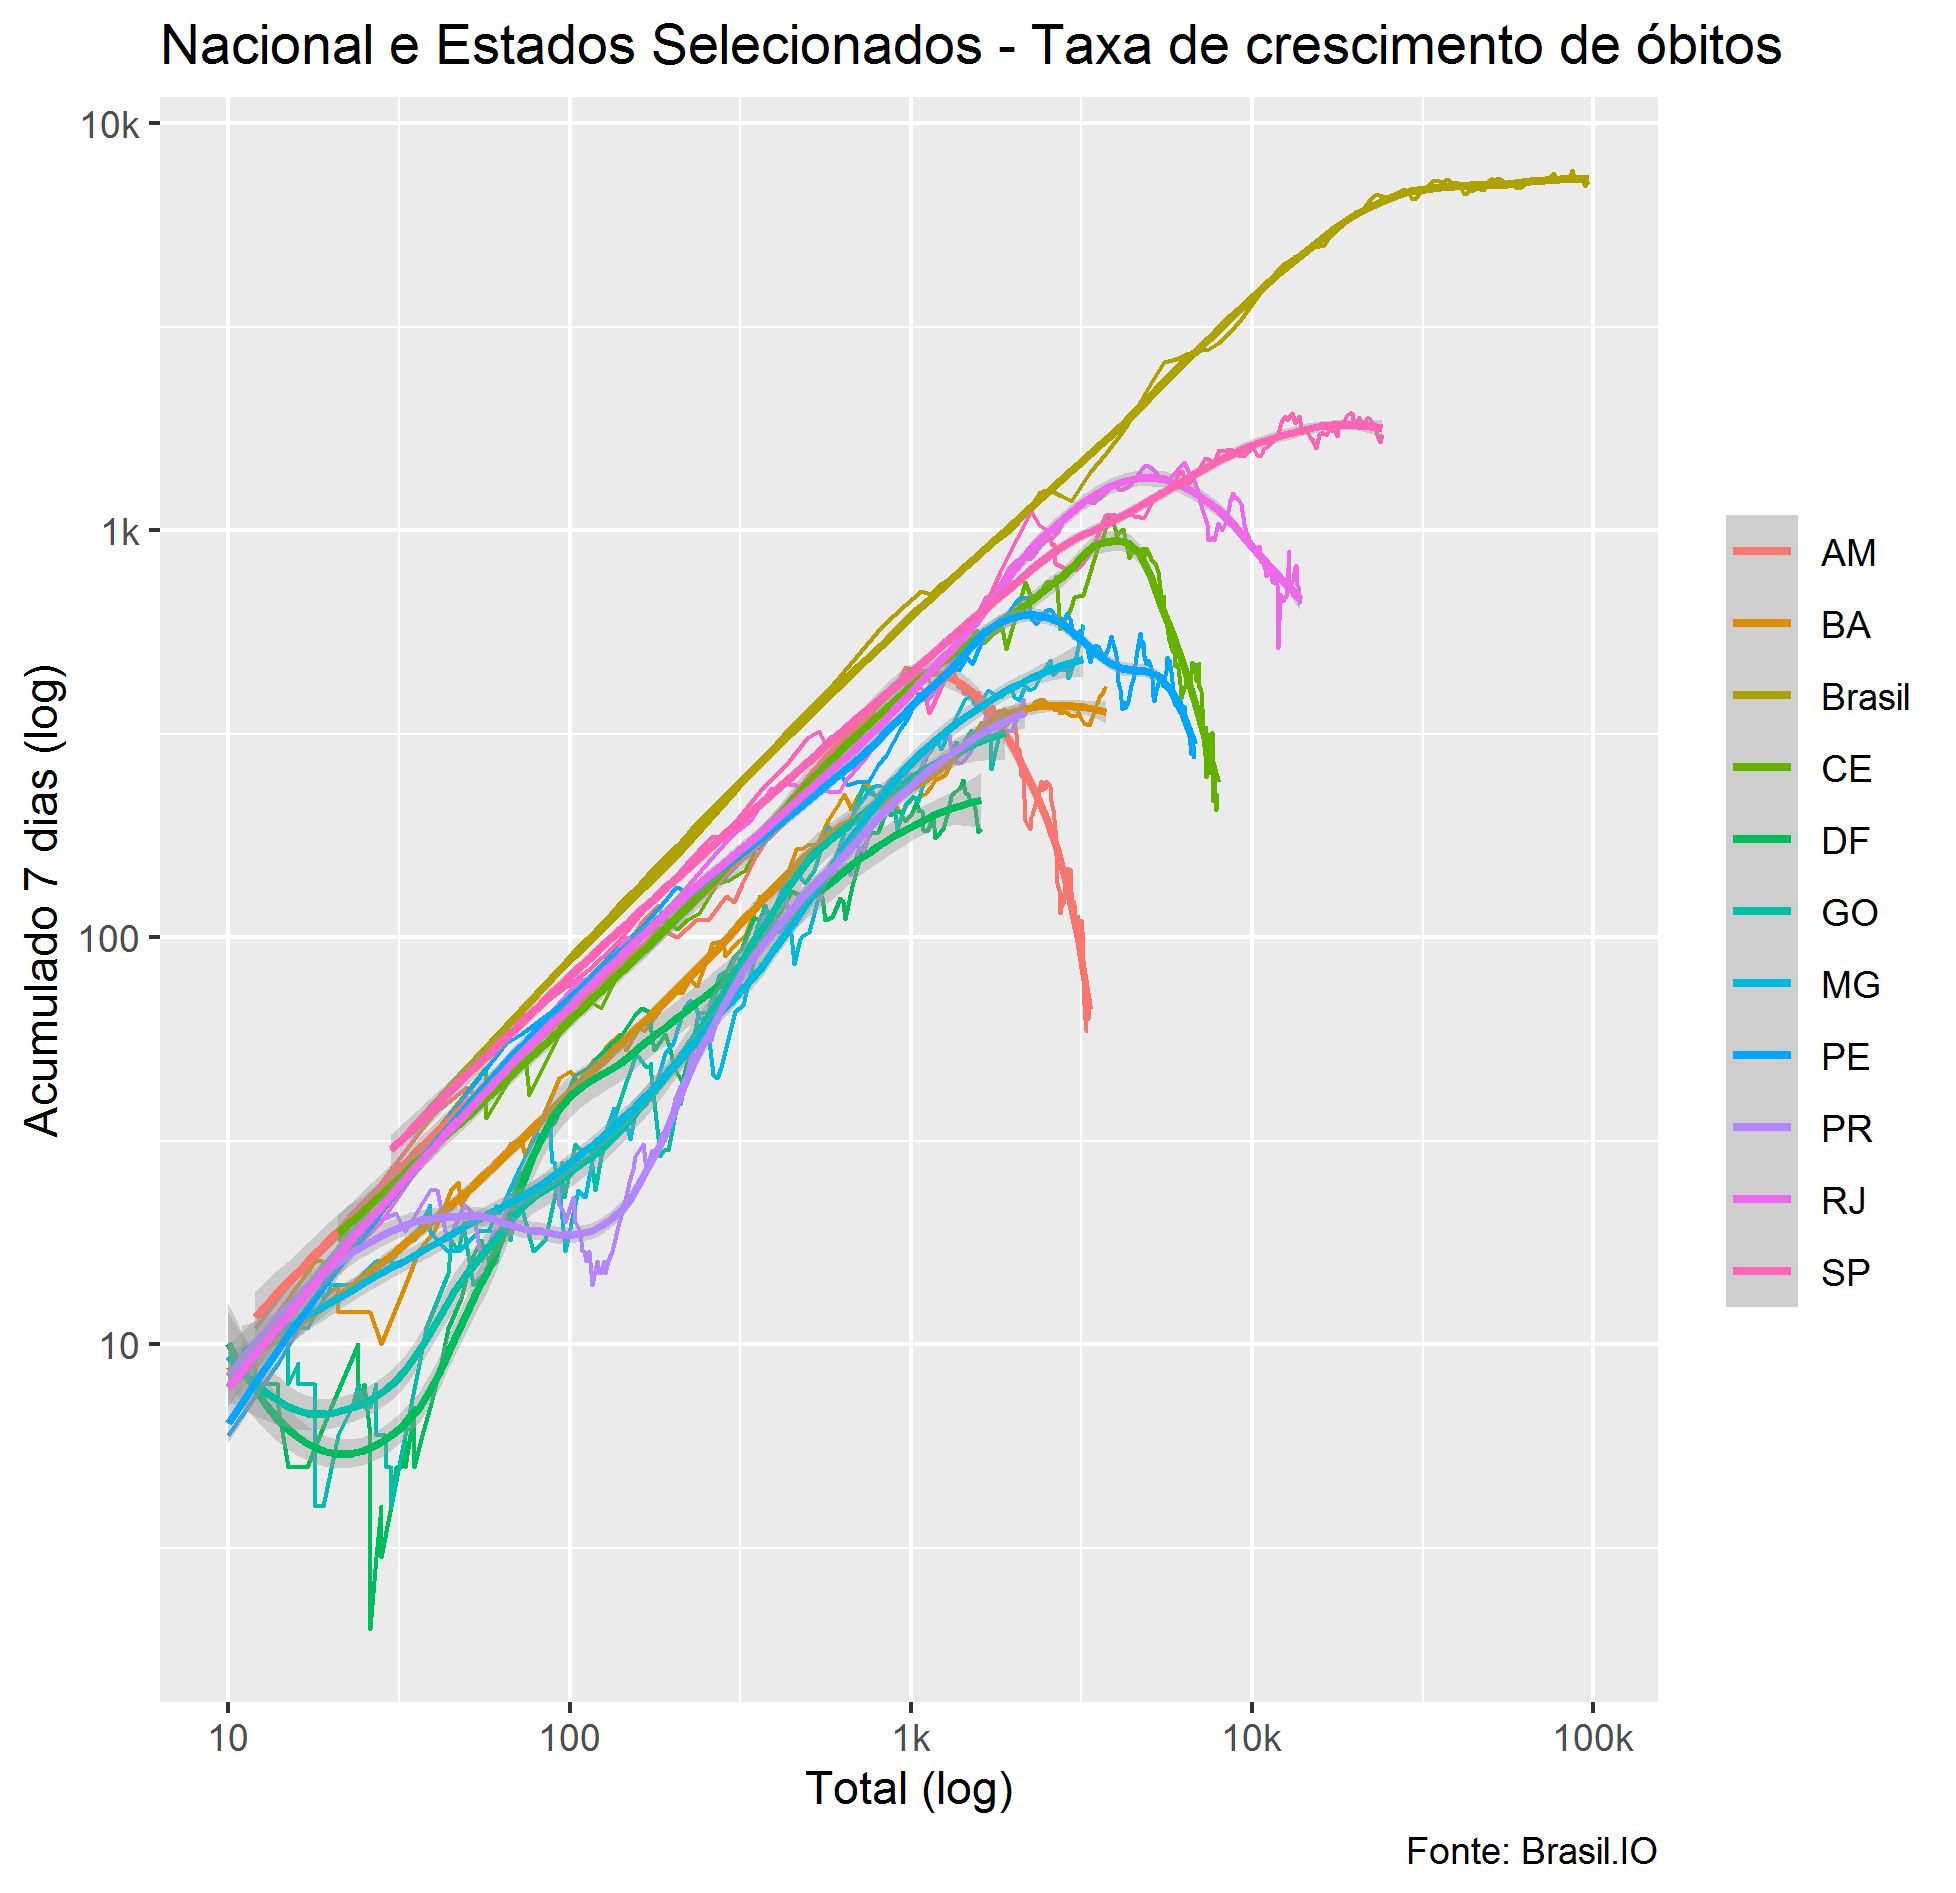 Nacional e Estados Selecionados - Taxa de crescimento de óbitos
10k
1k
100
10
Acumulado 7 dias (log)
10
100
1k
10k
100k
Total (log)
AM
BA
Brasil
CE
DF
GO
MG
PE
PR
RJ
SP
Fonte: Brasil.IO